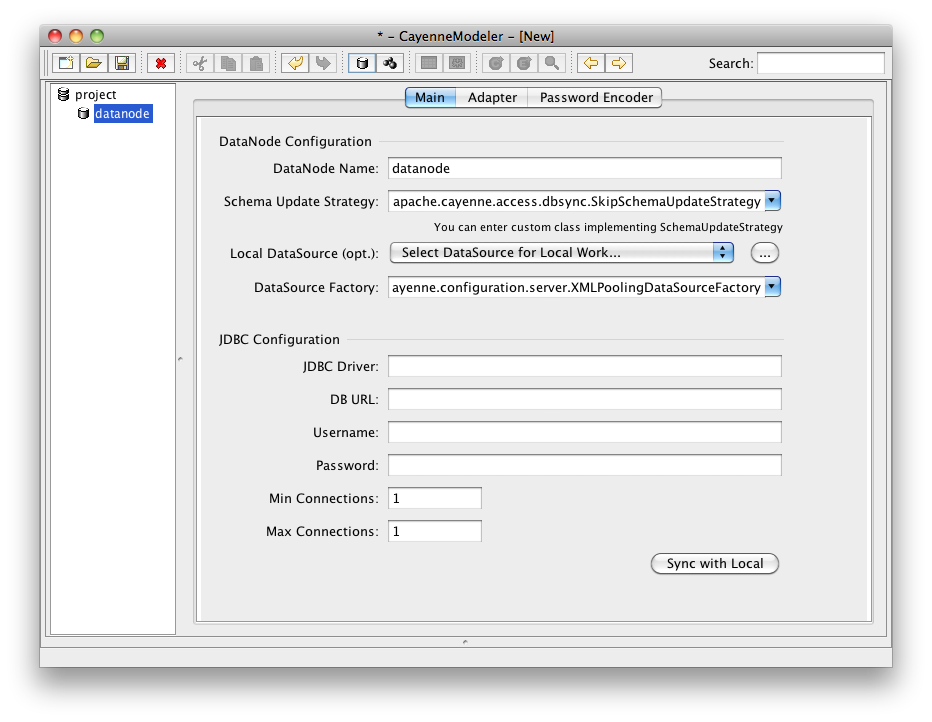 * - CayenneModeler - [New]
Search:
project
datanode
Main Adapter Password Encoder
DataNode Configuration
DataNode Name: datanode
Schema Update Strategy: apache.cayenne.access.dbsync.SkipSchemaUpdateStrategy
You can enter custom class implementing SchemaUpdateStrategy
Local DataSource (opt.): Select DataSource for Local Work... ...
DataSource Factory: ayenne.configuration.server.XMLPoolingDataSourceFactory
JDBC Configuration
JDBC Driver:
DB URL:
Username:
Password:
Min Connections: 1
Max Connections: 1
Sync with Local